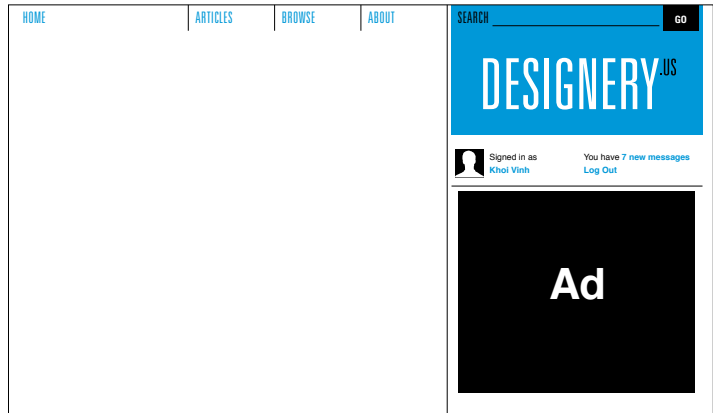 HOME
ARTICLES
BROWSE
ABOUT
SEARCH
GO
DESIGNERY.US
Signed in as
Khoi Vinh
You have 7 new messages
Log Out
Ad